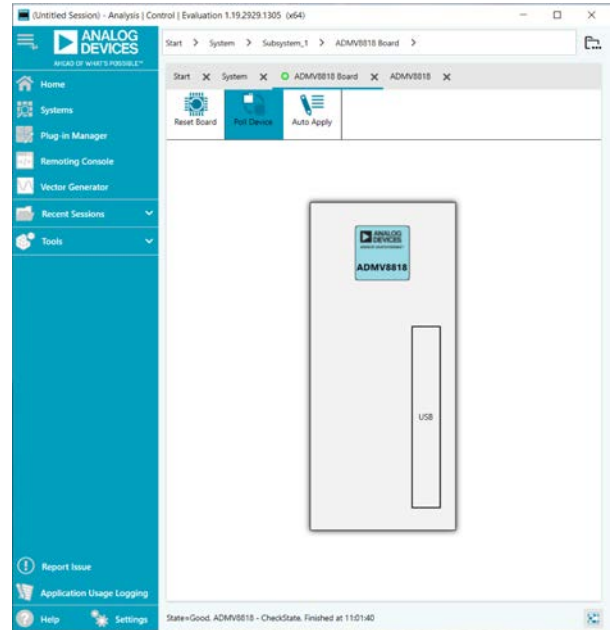 (Untitled Session) - Analysis | Control | Evaluation 1.19.2929.1305 (x64)
ANALOG
DEVICES
AHEAD OF WHAT'S POSSIBLE™
Start > System > Subsystem_1 > ADMV8818 Board >
Home
Systems
Plug-in Manager
Remoting Console
Vector Generator
Recent Sessions
Tools
Start System ADMV8818 Board ADMV8818
Reset Board Poll Device Auto Apply
ANALOG
DEVICES
ADMV8818
USB
Report Issue
Application Usage Logging
Help Settings
State=Good. ADMV8818 - CheckState. Finished at 11:01:40